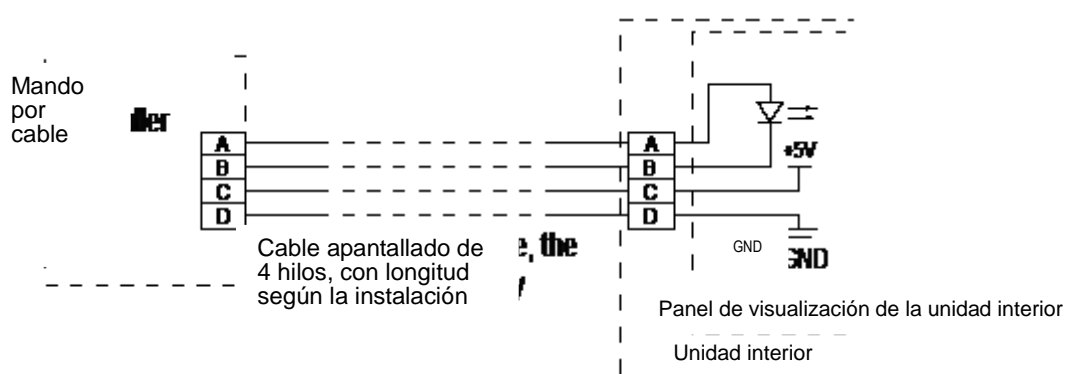 Mando
por
cable
A
B
C
D
A
B
C
D
+5V
GND
Cable apantallado de
4 hilos, con longitud
según la instalación
the
Panel de visualización de la unidad interior
Unidad interior